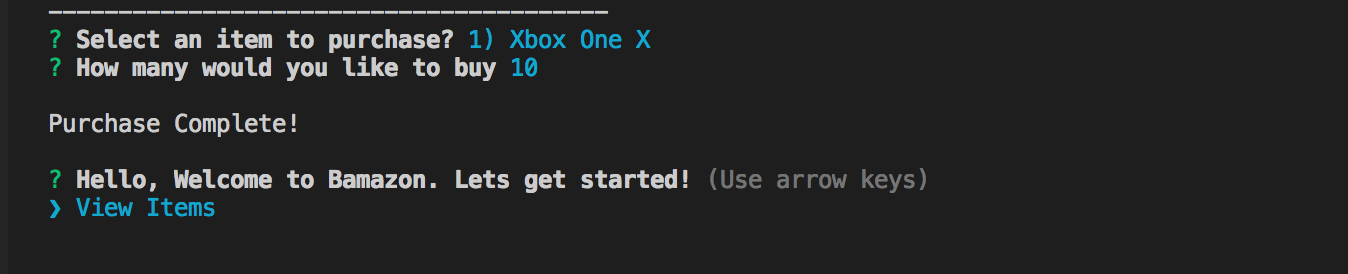 ----------------------------------------
? Select an item to purchase? 1) Xbox One X
? How many would you like to buy 10
Purchase Complete!
? Hello, Welcome to Bamazon. Lets get started! (Use arrow keys)
❯ View Items